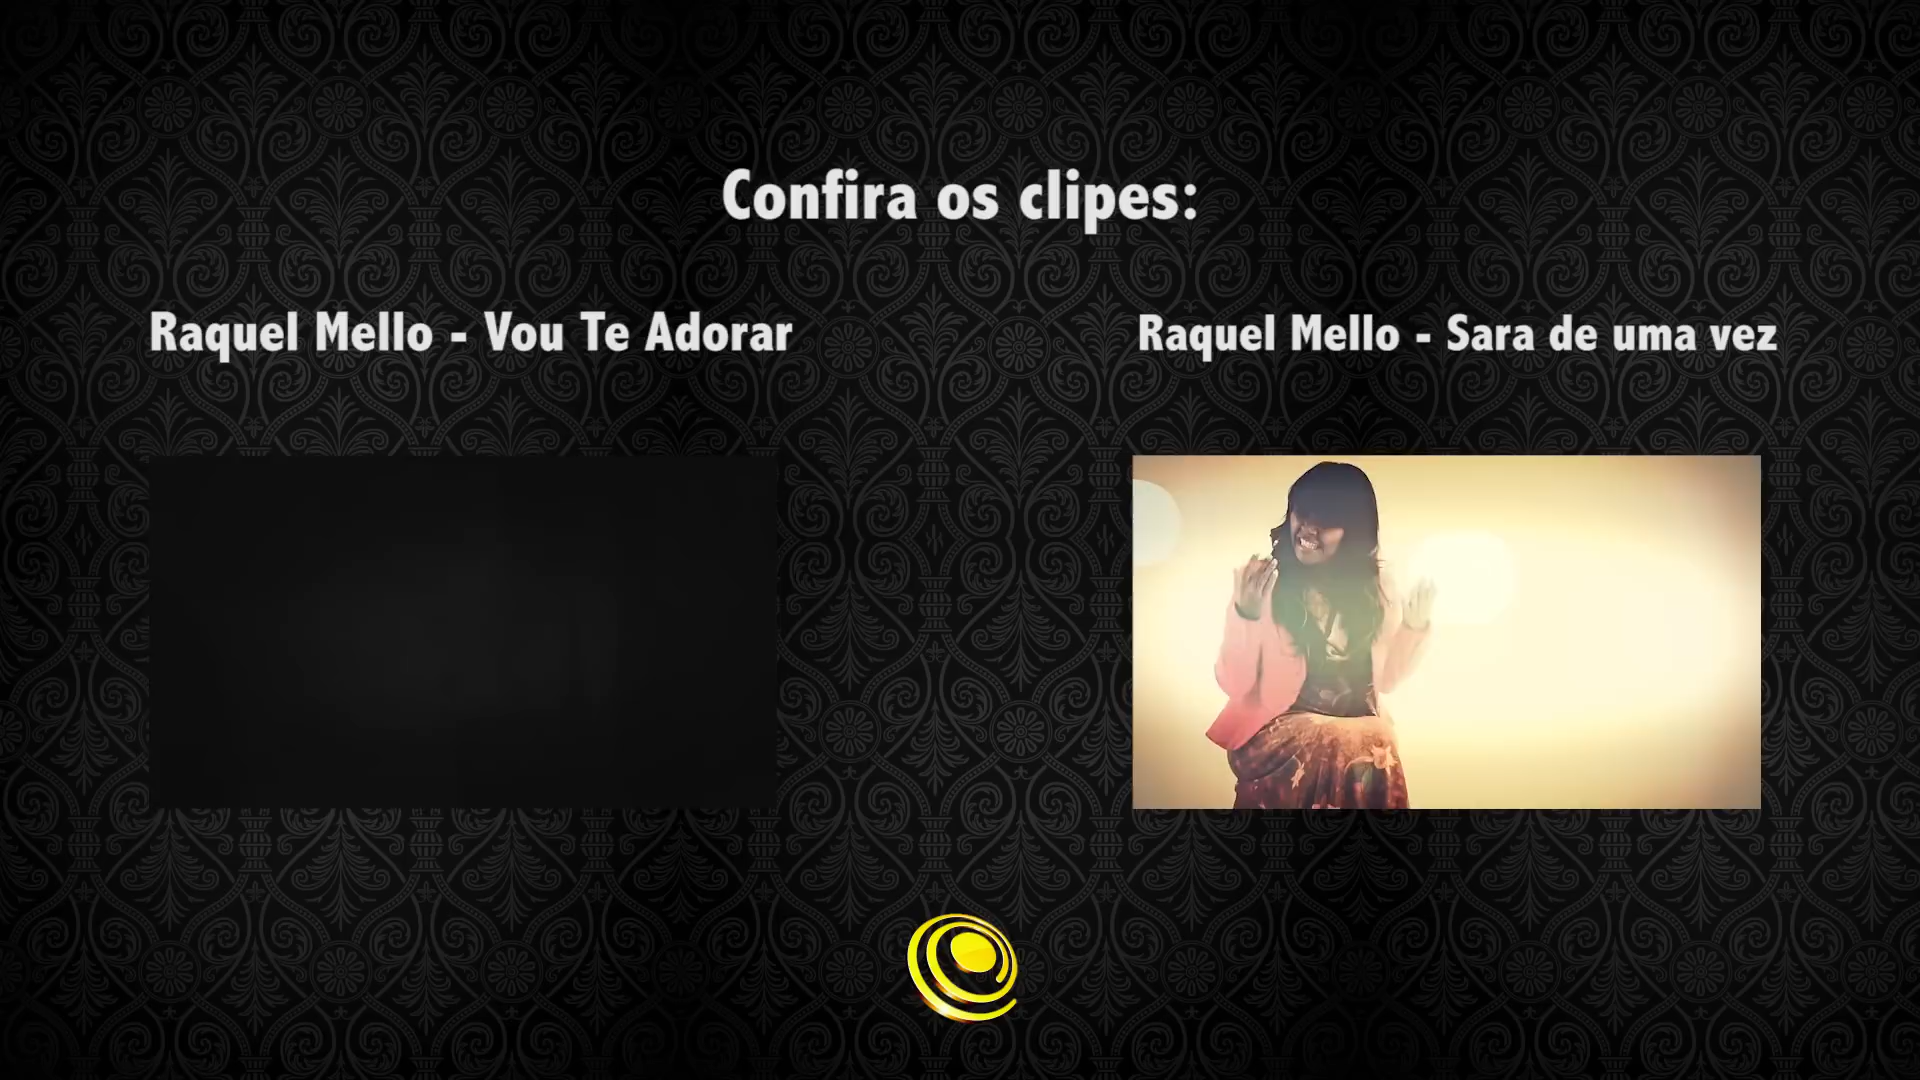 Confira os clipes:
Raquel Mello - Vou Te Adorar
Raquel Mello - Sara de uma vez